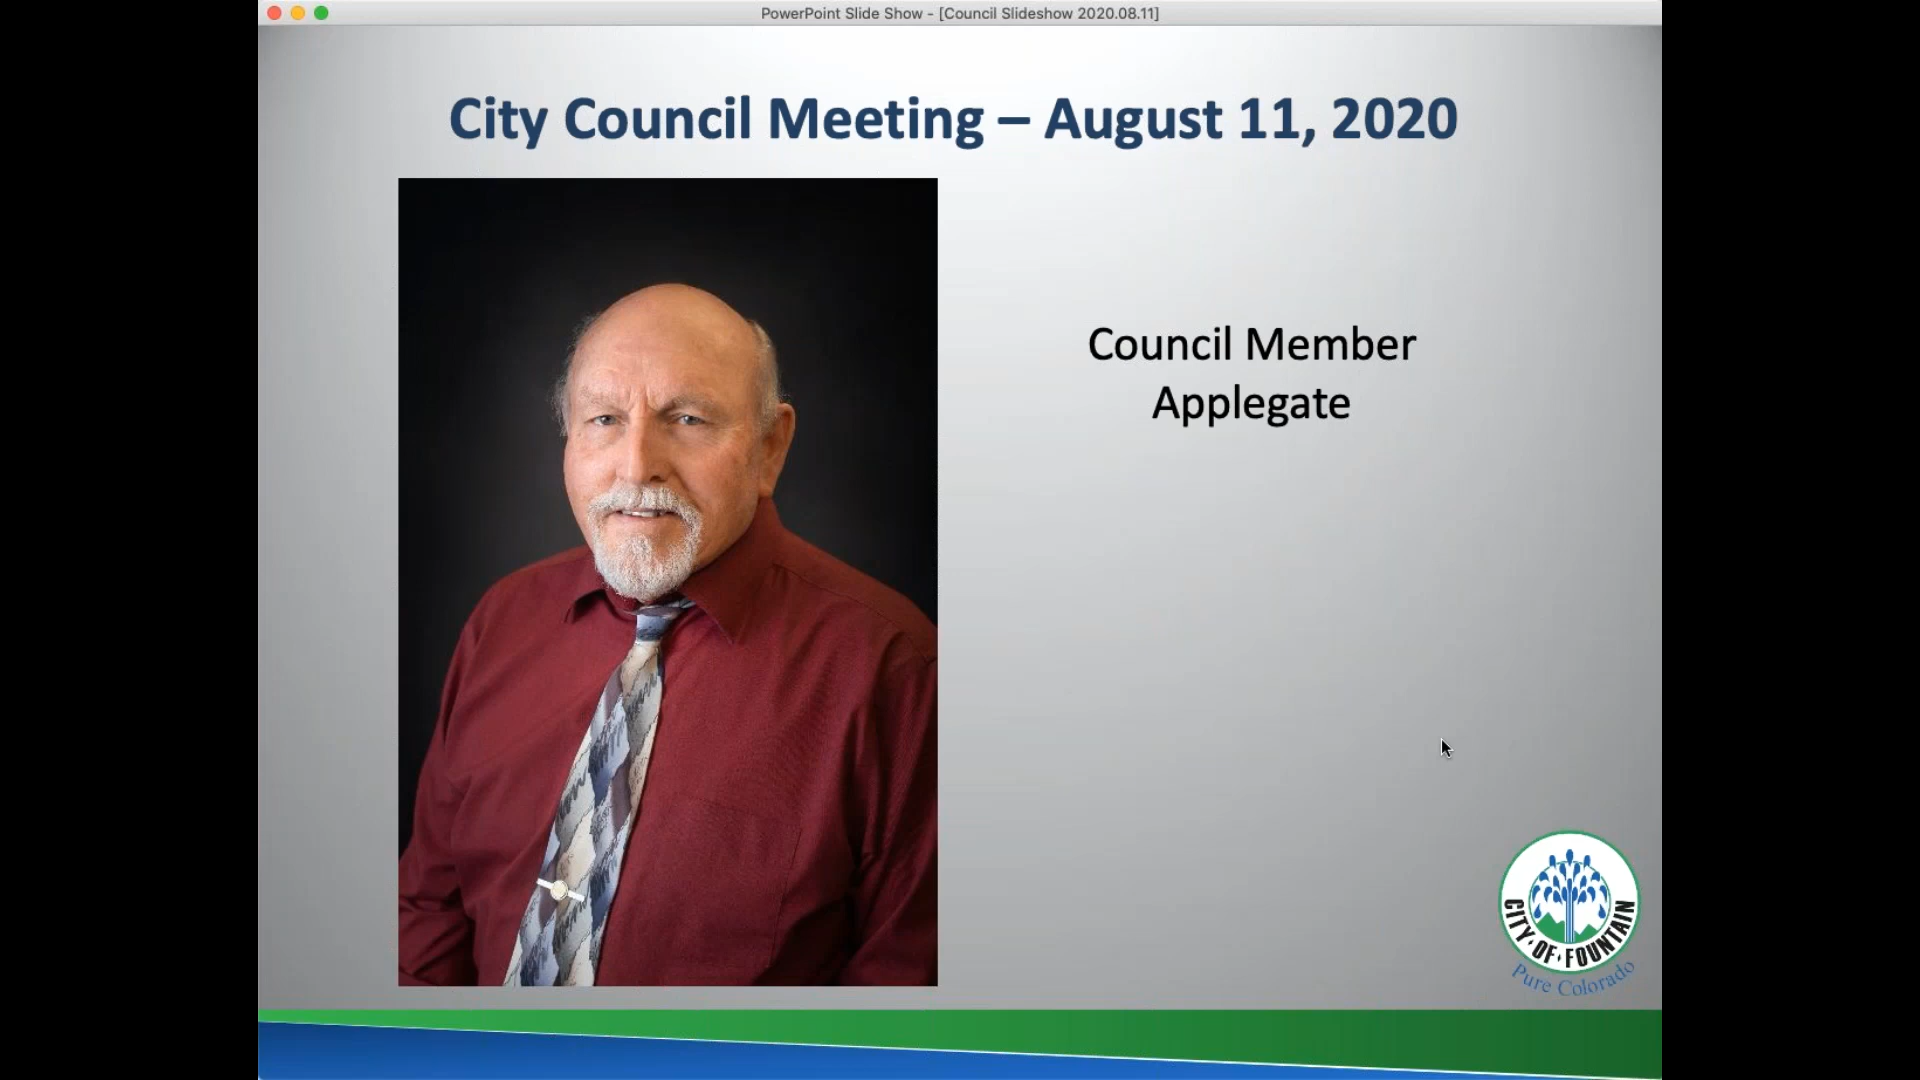 PowerPoint Slide Show - [Council Slideshow 2020.08.11]
City Council Meeting – August 11, 2020
Council Member
Applegate
CITY OF FOUNTAIN
Pure Colorado